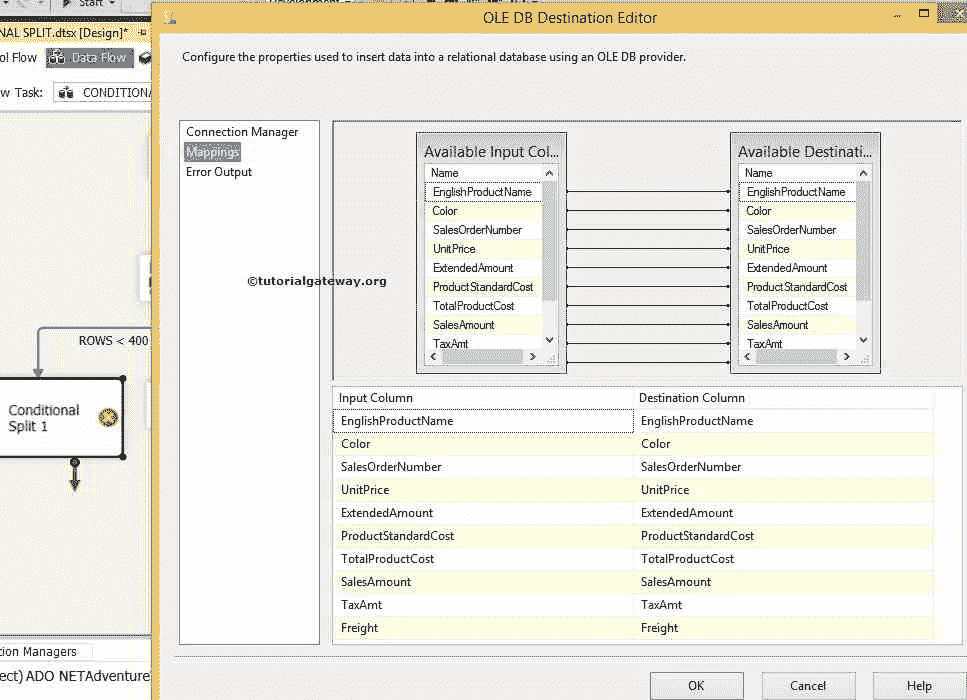 Start
OLE DB Destination Editor
NAL SPLIT.dtsx [Design]*
ol Flow
Data Flow
Configure the properties used to insert data into a relational database using an OLE DB provider.
w Task:
CONDITIONA
Connection Manager
Mappings
Error Output
Available Input Col...
Available Destinati...
Name
Name
EnglishProductName
EnglishProductName
Color
Color
SalesOrderNumber
SalesOrderNumber
UnitPrice
UnitPrice
ExtendedAmount
ExtendedAmount
©tutorialgateway.org
ProductStandardCost
ProductStandardCost
TotalProductCost
TotalProductCost
SalesAmount
SalesAmount
TaxAmt
TaxAmt
ROWS < 400
Conditional
Split 1
Input Column
Destination Column
EnglishProductName
EnglishProductName
Color
Color
SalesOrderNumber
SalesOrderNumber
UnitPrice
UnitPrice
ExtendedAmount
ExtendedAmount
ProductStandardCost
ProductStandardCost
TotalProductCost
TotalProductCost
SalesAmount
SalesAmount
TaxAmt
TaxAmt
Freight
Freight
tion Managers
ect) ADO NETAdventure
OK
Cancel
Help